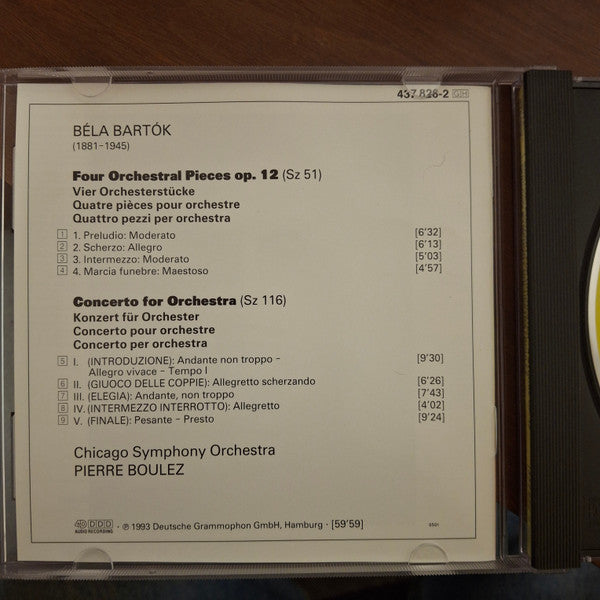 437 826-2 GH
BÉLA BARTÓK
(1881–1945)
Four Orchestral Pieces op. 12 (Sz 51)
Vier Orchesterstücke
Quatre pièces pour orchestre
Quattro pezzi per orchestra
1 1. Preludio: Moderato [6'32]
2 2. Scherzo: Allegro [6'13]
3 3. Intermezzo: Moderato [5'03]
4 4. Marcia funebre: Maestoso [4'57]
Concerto for Orchestra (Sz 116)
Konzert für Orchester
Concerto pour orchestre
Concerto per orchestra
5 I. (INTRODUZIONE): Andante non troppo – [9'30]
Allegro vivace – Tempo I
6 II. (GIUOCO DELLE COPPIE): Allegretto scherzando [6'26]
7 III. (ELEGIA): Andante, non troppo [7'43]
8 IV. (INTERMEZZO INTERROTTO): Allegretto [4'02]
9 V. (FINALE): Pesante – Presto [9'24]
Chicago Symphony Orchestra
PIERRE BOULEZ
4D DDD · ℗ 1993 Deutsche Grammophon GmbH, Hamburg · [59'59]
AUDIO RECORDING